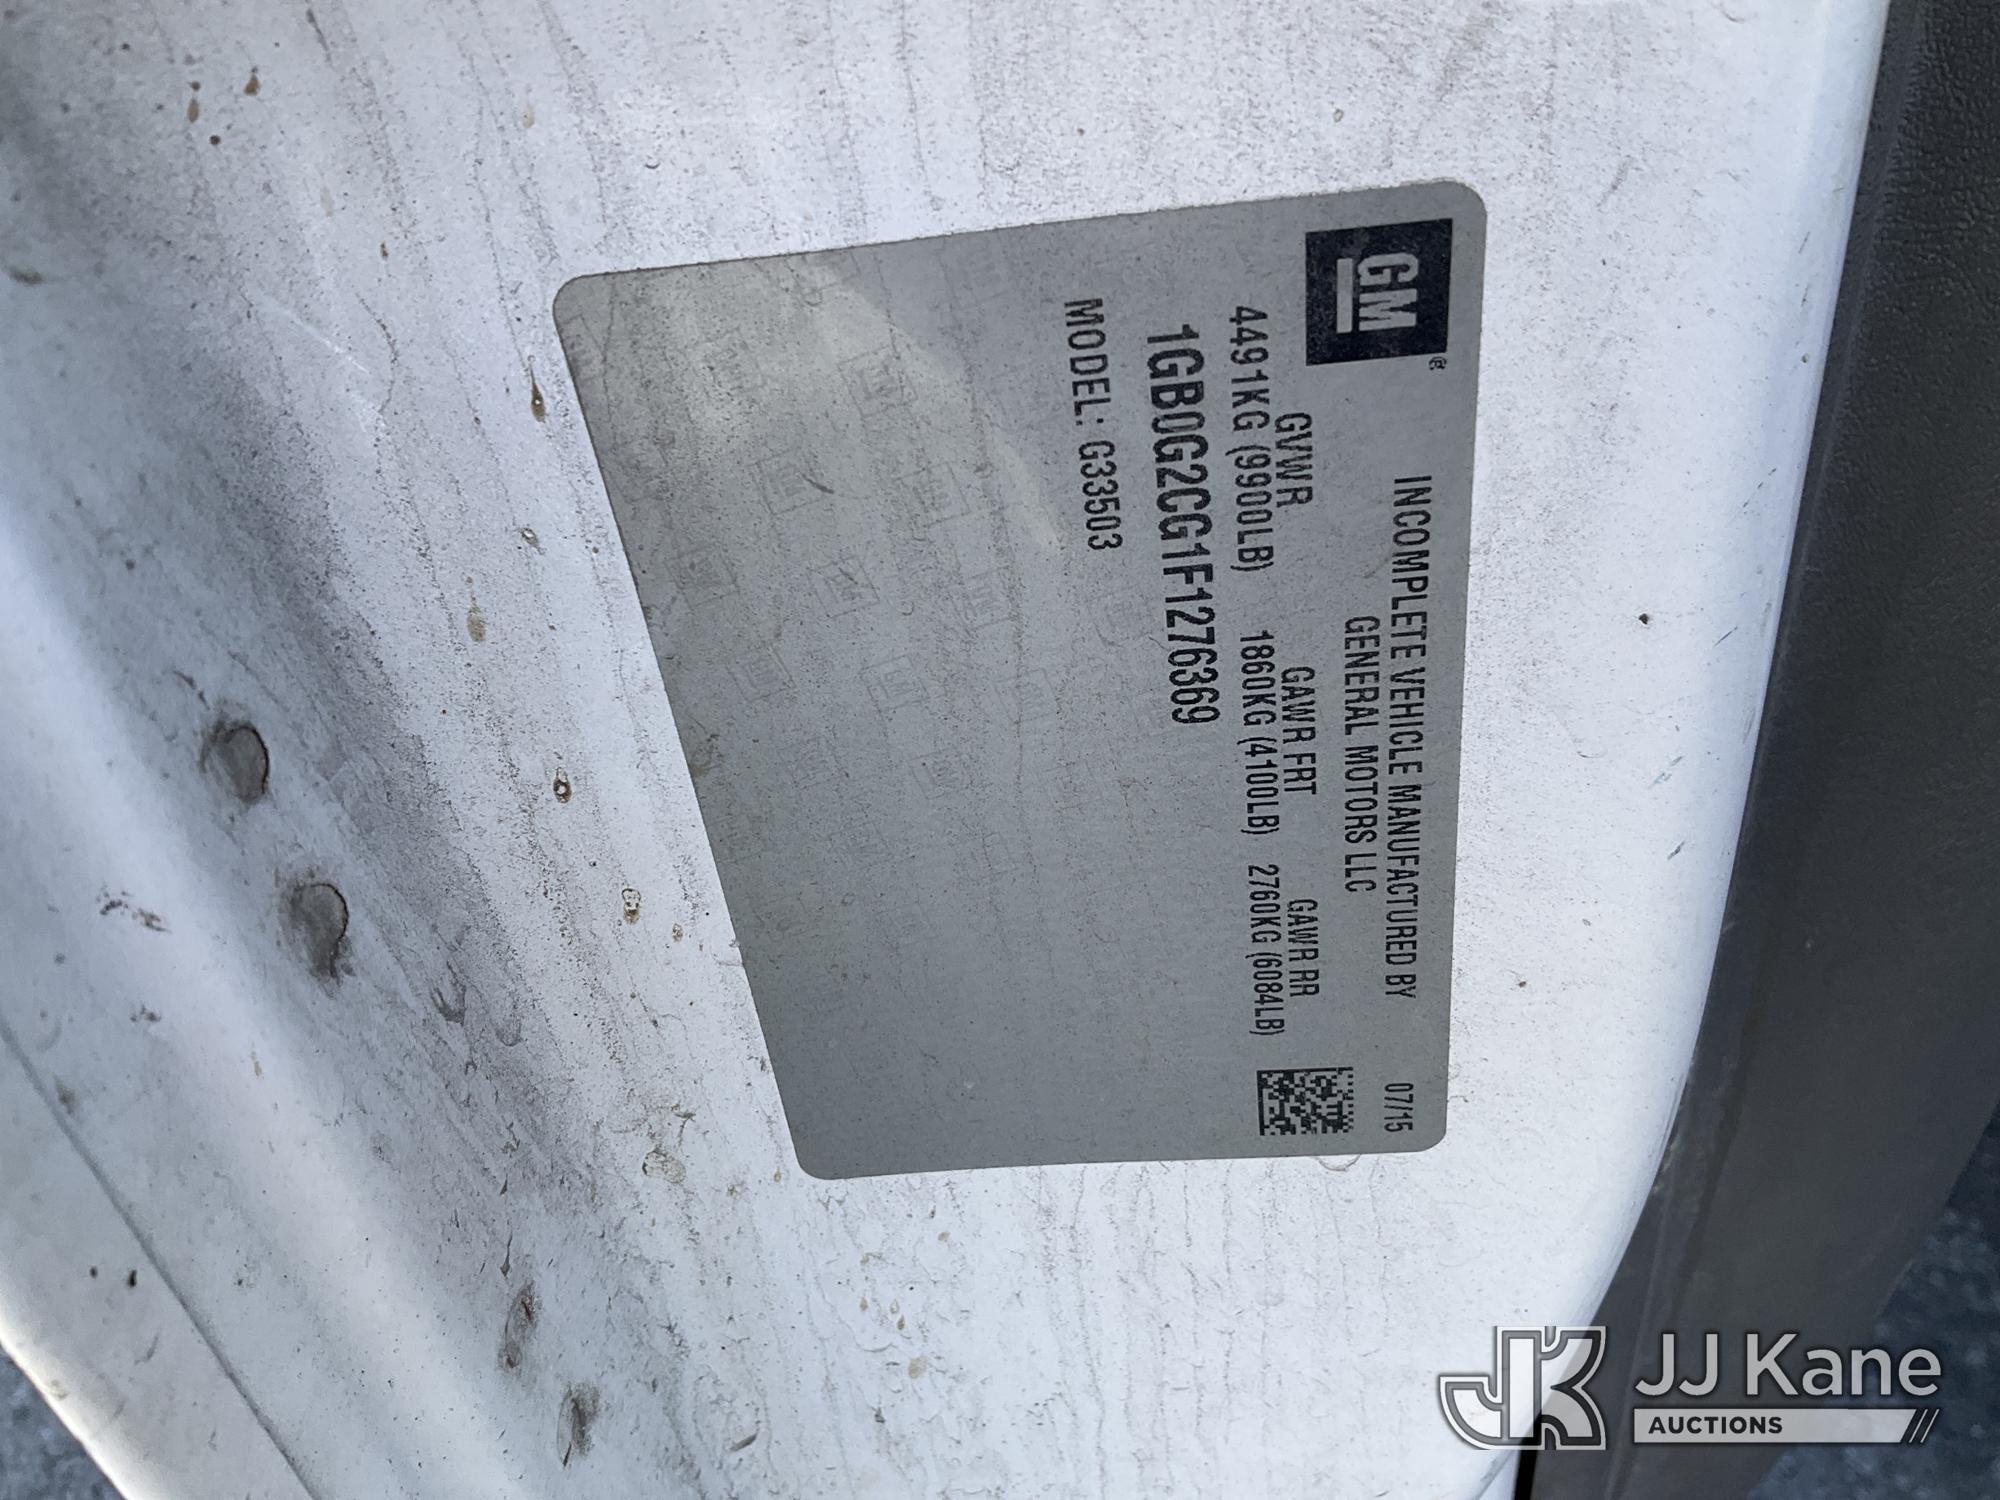 GM®
INCOMPLETE VEHICLE MANUFACTURED BY 07/15
GENERAL MOTORS LLC
GVWR GAWR FRT GAWR RR
4491KG (9900LB) 1860KG (4100LB) 2760KG (6084LB)
1GB0G2CG1F1276369
MODEL: G33503
JK JJ Kane
AUCTIONS